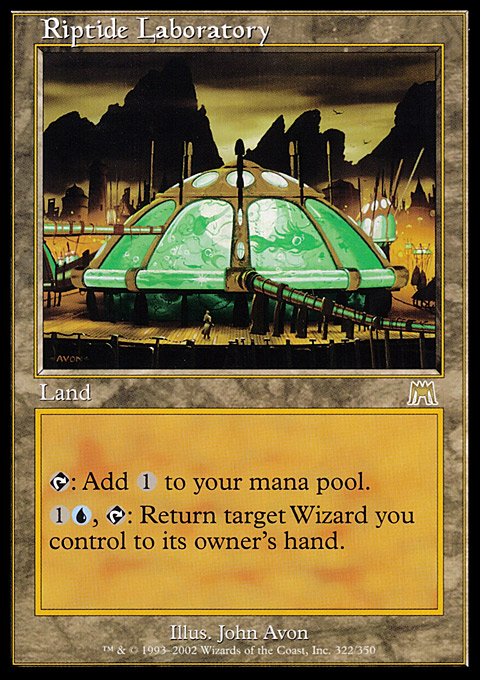 Riptide Laboratory
AVON
Land
: Add 1 to your mana pool.
1 , : Return target Wizard you
control to its owner's hand.
Illus. John Avon
™ & © 1993–2002 Wizards of the Coast, Inc. 322/350